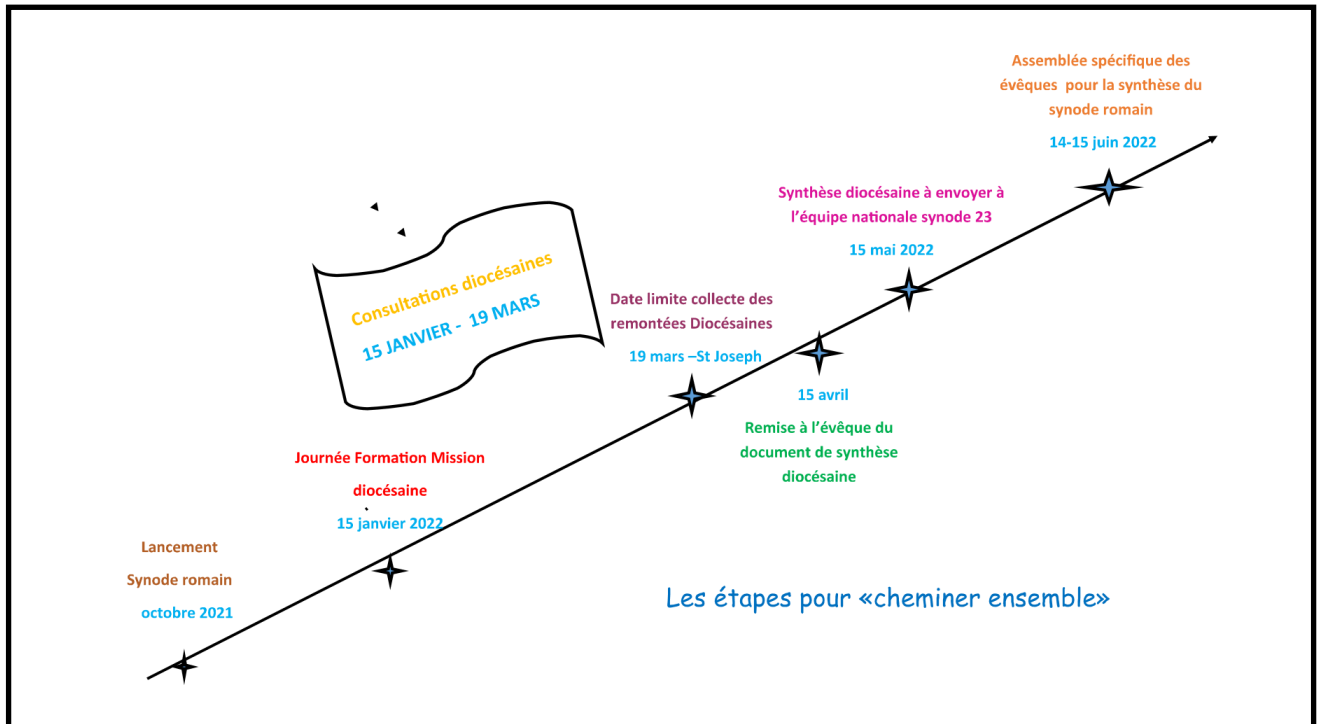 Assemblée spécifique des
évêques pour la synthèse du
synode romain
14-15 juin 2022
Synthèse diocésaine à envoyer à
l'équipe nationale synode 23
15 mai 2022
Consultations diocésaines
15 JANVIER - 19 MARS
Date limite collecte des
remontées Diocésaines
19 mars –St Joseph
15 avril
Remise à l'évêque du
document de synthèse
diocésaine
Journée Formation Mission
diocésaine
15 janvier 2022
Lancement
Synode romain
octobre 2021
Les étapes pour «cheminer ensemble»